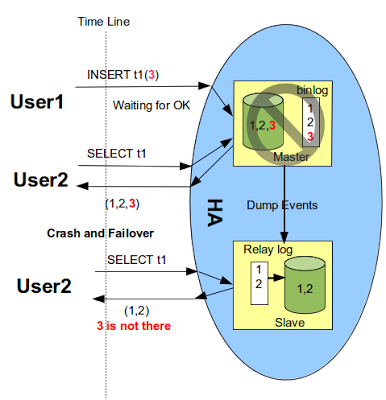 Time Line
INSERT t1(3)
User1
Waiting for OK
binlog
1
2
3
1,2,3
Master
SELECT t1
User2
(1,2,3)
HA
Dump Events
Crash and Failover
SELECT t1
User2
Relay log
1
2
1,2
Slave
(1,2)
3 is not there